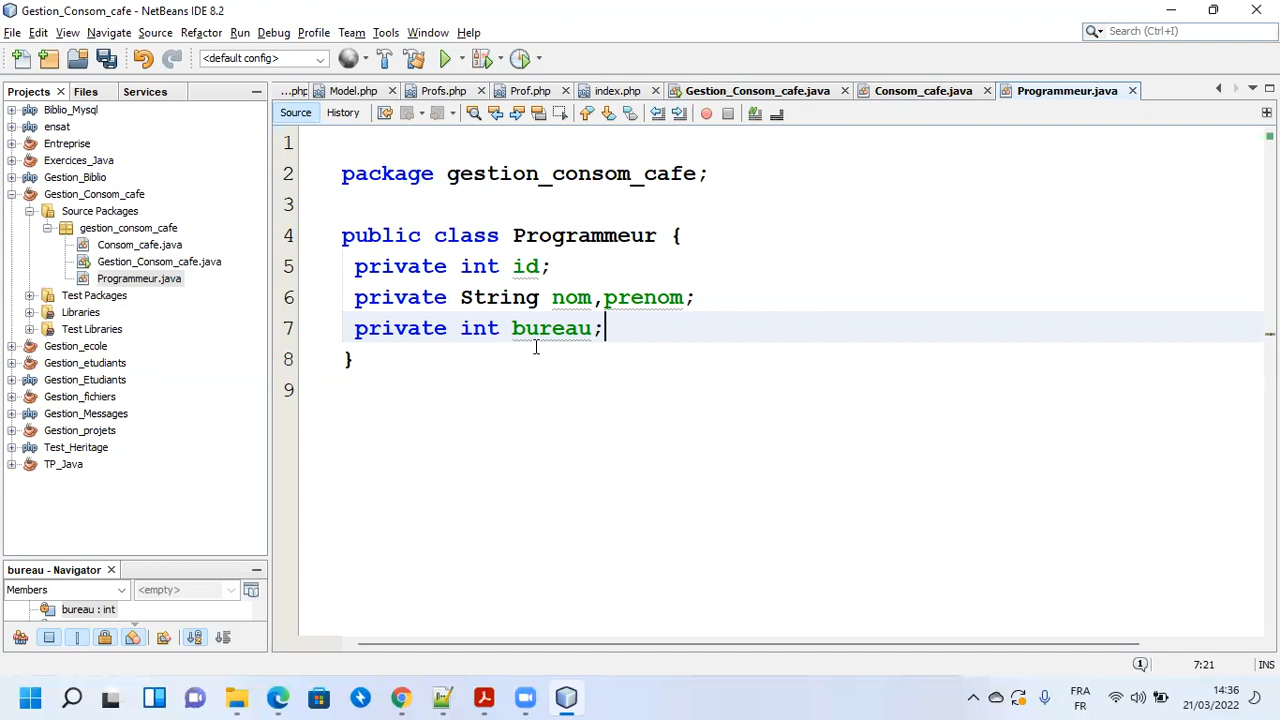 Gestion_Consom_cafe - NetBeans IDE 8.2
File Edit View Navigate Source Refactor Run Debug Profile Team Tools Window Help
Search (Ctrl+I)
<default config>
Projects Files Services
...php Model.php Profs.php Prof.php index.php Gestion_Consom_cafe.java Consom_cafe.java Programmeur.java
Source History
Biblio_Mysql
ensat
Entreprise
Exercices_Java
Gestion_Biblio
Gestion_Consom_cafe
Source Packages
gestion_consom_cafe
Consom_cafe.java
Gestion_Consom_cafe.java
Programmeur.java
Test Packages
Libraries
Test Libraries
Gestion_ecole
Gestion_etudiants
Gestion_Etudiants
Gestion_fichiers
Gestion_Messages
Gestion_projets
Test_Heritage
TP_Java
1
2 package gestion_consom_cafe;
3
4 public class Programmeur {
5 private int id;
6 private String nom,prenom;
7 private int bureau;
8 }
9
bureau - Navigator
Members <empty>
bureau : int
1 7:21 INS
FRA
FR
14:36
21/03/2022